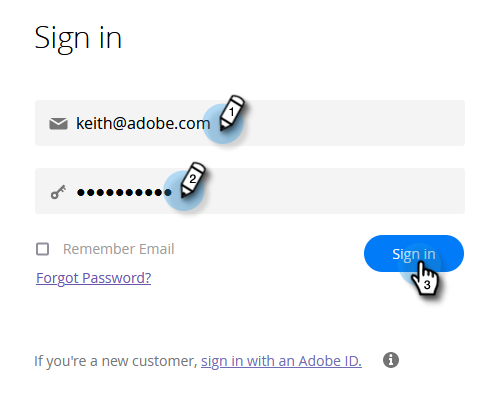 Sign in
keith@adobe.com
1
••••••••••
2
Remember Email
Sign in
3
Forgot Password?
If you're a new customer, sign in with an Adobe ID.